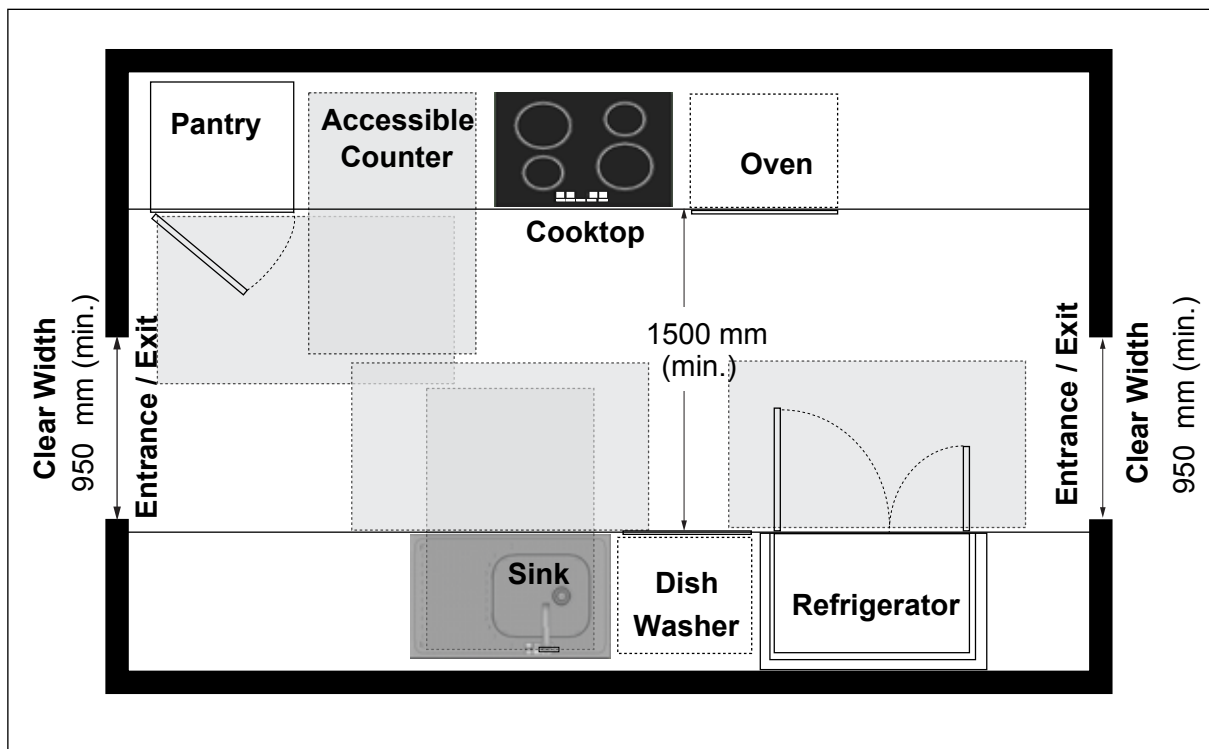 Pantry
Accessible
Counter
Oven
Cooktop
Clear Width
950 mm (min.)
Entrance / Exit
1500 mm
(min.)
Entrance / Exit
Clear Width
950 mm (min.)
Sink
Dish
Washer
Refrigerator